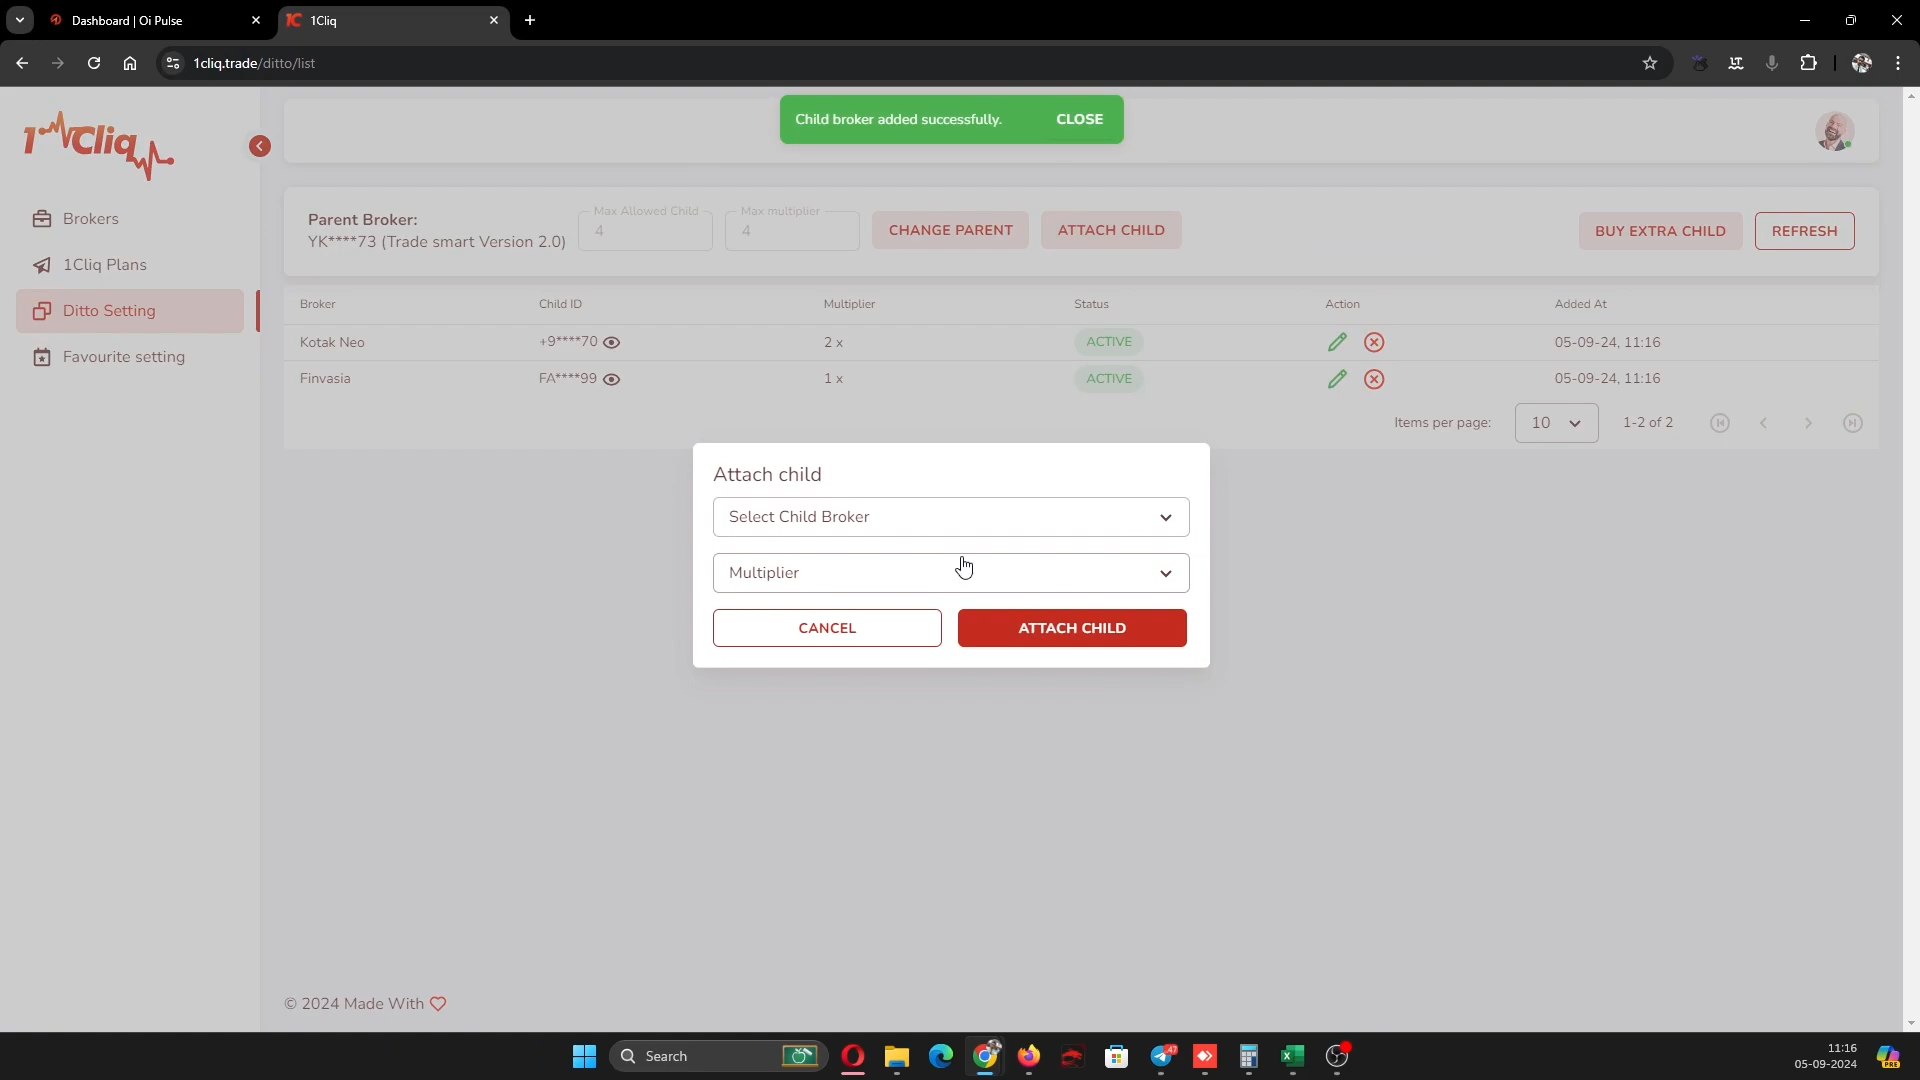 Dashboard | Oi Pulse
1Cliq
1cliq.trade/ditto/list
1Cliq
Child broker added successfully.
CLOSE
Brokers
1Cliq Plans
Ditto Setting
Favourite setting
Parent Broker:
YK****73 (Trade smart Version 2.0)
Max Allowed Child
4
Max multiplier
4
CHANGE PARENT
ATTACH CHILD
BUY EXTRA CHILD
REFRESH
Broker Child ID Multiplier Status Action Added At
Kotak Neo +9****70 2 x ACTIVE 05-09-24, 11:16
Finvasia FA****99 1 x ACTIVE 05-09-24, 11:16
Items per page: 10 1-2 of 2
Attach child
Select Child Broker
Multiplier
CANCEL
ATTACH CHILD
© 2024 Made With
Search
47
PRE
11:16
05-09-2024